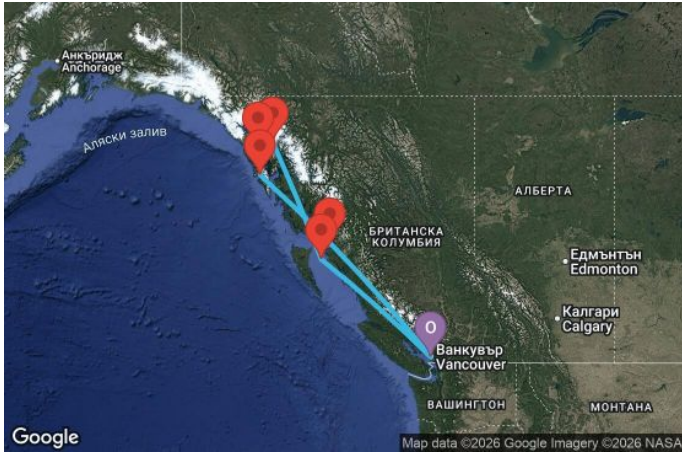 Анкъридж
Anchorage
Аляски залив
АЛБЕРТА
БРИТАНСКА
КОЛУМБИЯ
Едмънтън
Edmonton
Калгари
Calgary
O
Ванкувър
Vancouver
ВАШИНГТОН
МОНТАНА
Google
Map data ©2026 Google Imagery ©2026 NASA